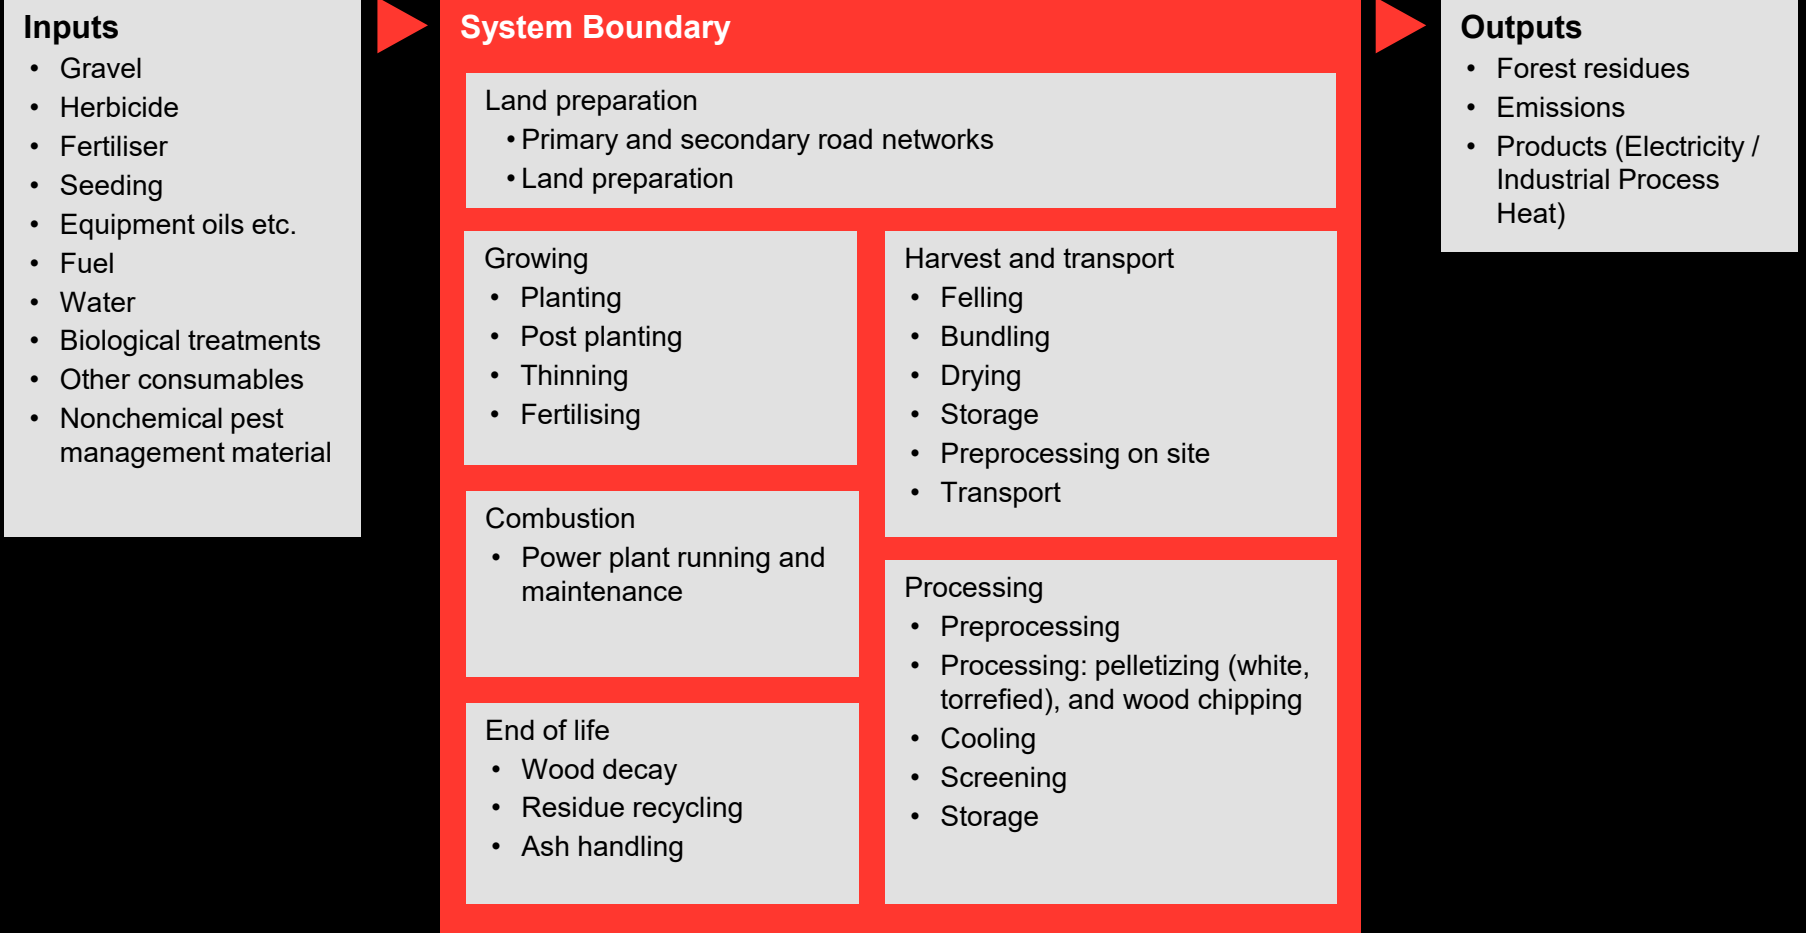 Inputs
• Gravel
• Herbicide
• Fertiliser
• Seeding
• Equipment oils etc.
• Fuel
• Water
• Biological treatments
• Other consumables
• Nonchemical pest
management material
System Boundary
Land preparation
• Primary and secondary road networks
• Land preparation
Growing
• Planting
• Post planting
• Thinning
• Fertilising
Combustion
• Power plant running and
maintenance
End of life
• Wood decay
• Residue recycling
• Ash handling
Harvest and transport
• Felling
• Bundling
• Drying
• Storage
• Preprocessing on site
• Transport
Processing
• Preprocessing
• Processing: pelletizing (white,
torrefied), and wood chipping
• Cooling
• Screening
• Storage
Outputs
• Forest residues
• Emissions
• Products (Electricity /
Industrial Process
Heat)